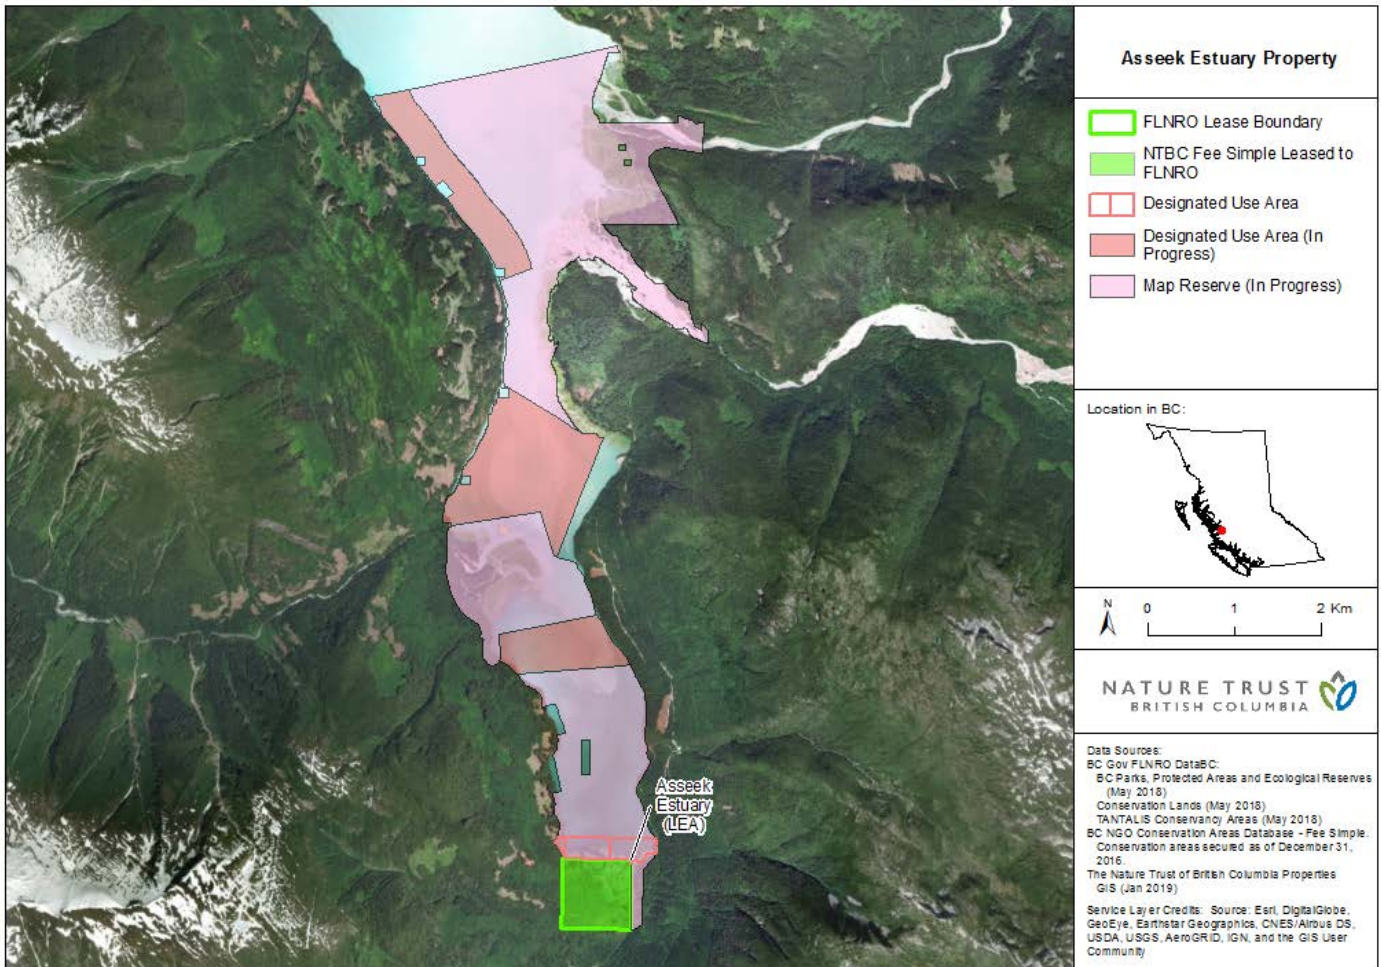 Asseek Estuary Property
FLNRO Lease Boundary
NTBC Fee Simple Leased to
FLNRO
Designated Use Area
Designated Use Area (In
Progress)
Map Reserve (In Progress)
Location in BC:
N
0 1 2 Km
NATURE TRUST
BRITISH COLUMBIA
Data Sources:
BC Gov FLNRO DataBC:
BC Parks, Protected Areas and Ecological Reserves
(May 2018)
Conservation Lands (May 2018)
TANTALIS Conservancy Areas (May 2018)
BC NGO Conservation Areas Database - Fee Simple.
Conservation areas secured as of December 31,
2016.
The Nature Trust of British Columbia Properties
GIS (Jan 2019)
Service Layer Credits: Source: Esri, DigitalGlobe,
GeoEye, Earthstar Geographics, CNES/Airbus DS,
USDA, USGS, AeroGRID, IGN, and the GIS User
Community
Asseek
Estuary
(LEA)